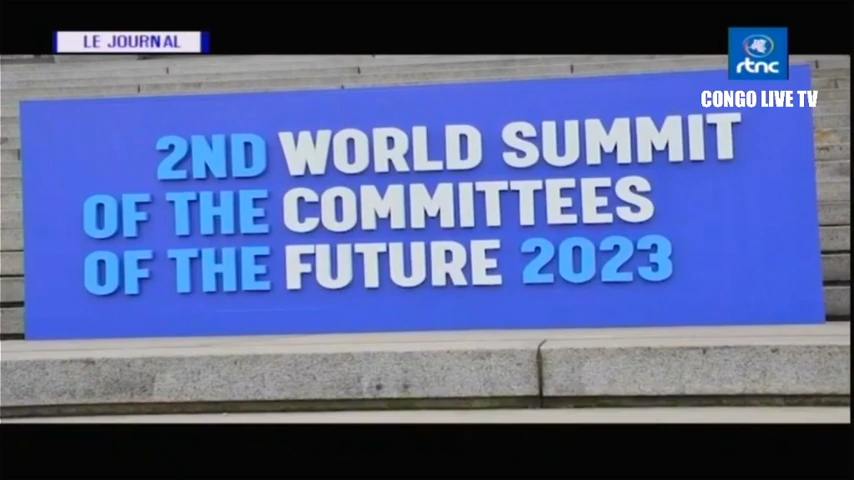 LE JOURNAL
rtnc
CONGO LIVE TV
2ND WORLD SUMMIT
OF THE COMMITTEES
OF THE FUTURE 2023